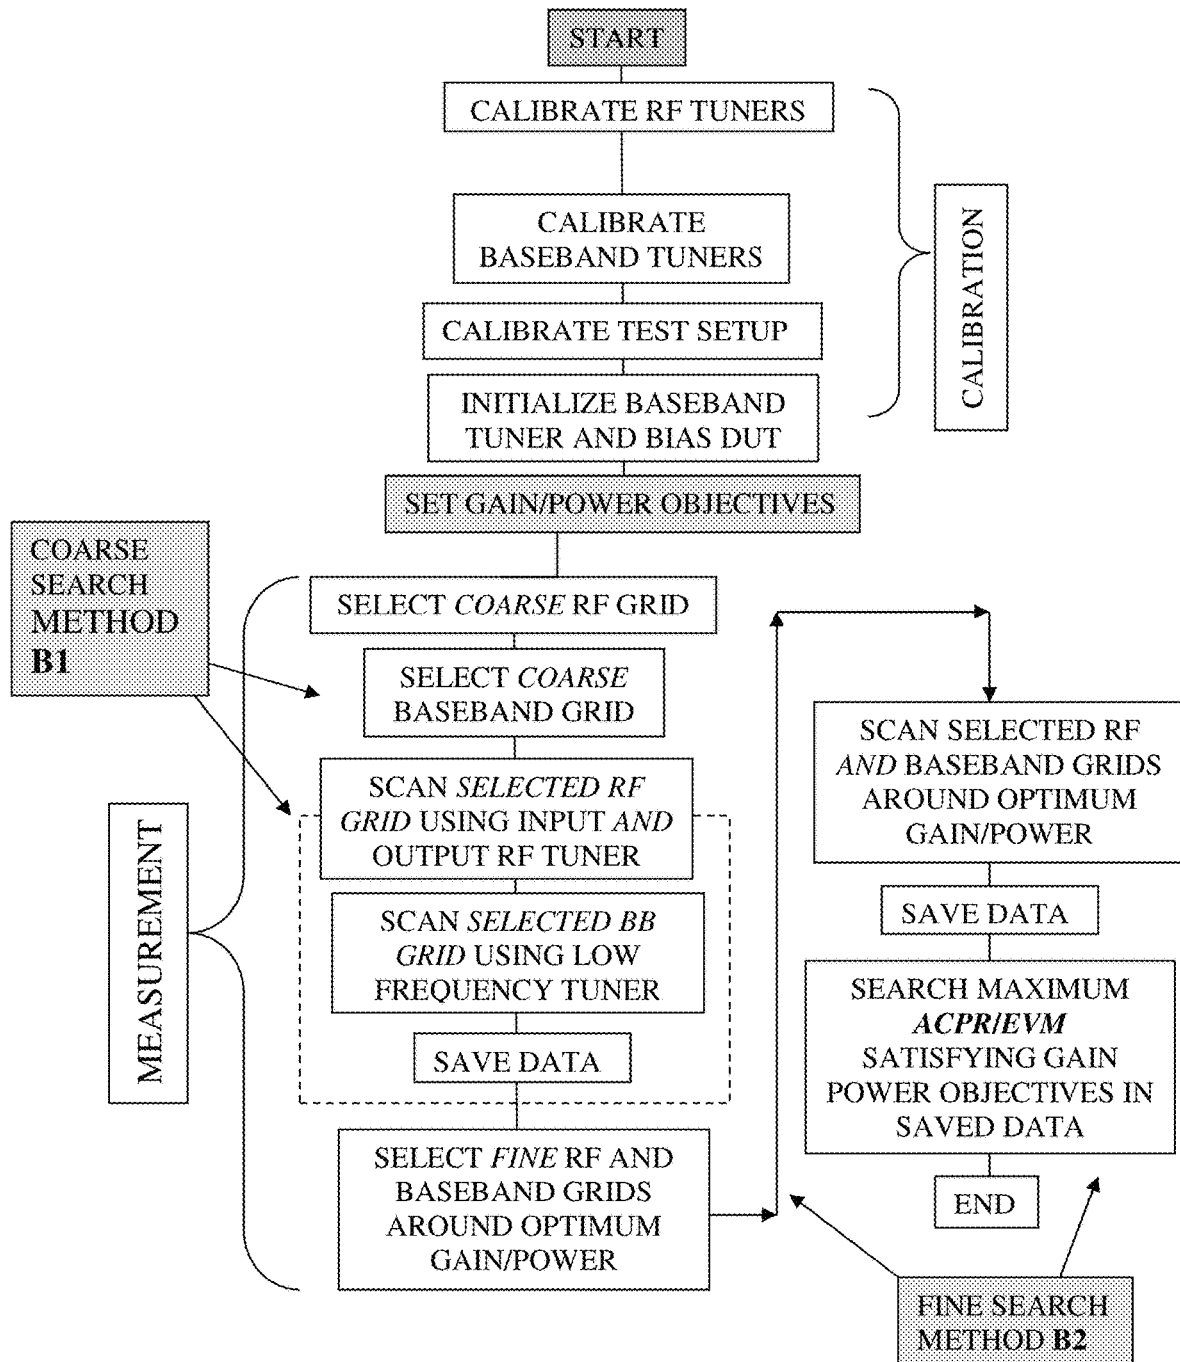 START
CALIBRATE RF TUNERS
CALIBRATE
BASEBAND TUNERS
CALIBRATE TEST SETUP
INITIALIZE BASEBAND
TUNER AND BIAS DUT
CALIBRATION
SET GAIN/POWER OBJECTIVES
COARSE
SEARCH
METHOD
B1
SELECT COARSE RF GRID
SELECT COARSE
BASEBAND GRID
SCAN SELECTED RF
GRID USING INPUT AND
OUTPUT RF TUNER
SCAN SELECTED BB
GRID USING LOW
FREQUENCY TUNER
SAVE DATA
SELECT FINE RF AND
BASEBAND GRIDS
AROUND OPTIMUM
GAIN/POWER
MEASUREMENT
SCAN SELECTED RF
AND BASEBAND GRIDS
AROUND OPTIMUM
GAIN/POWER
SAVE DATA
SEARCH MAXIMUM
ACPR/EVM
SATISFYING GAIN
POWER OBJECTIVES IN
SAVED DATA
END
FINE SEARCH
METHOD B2